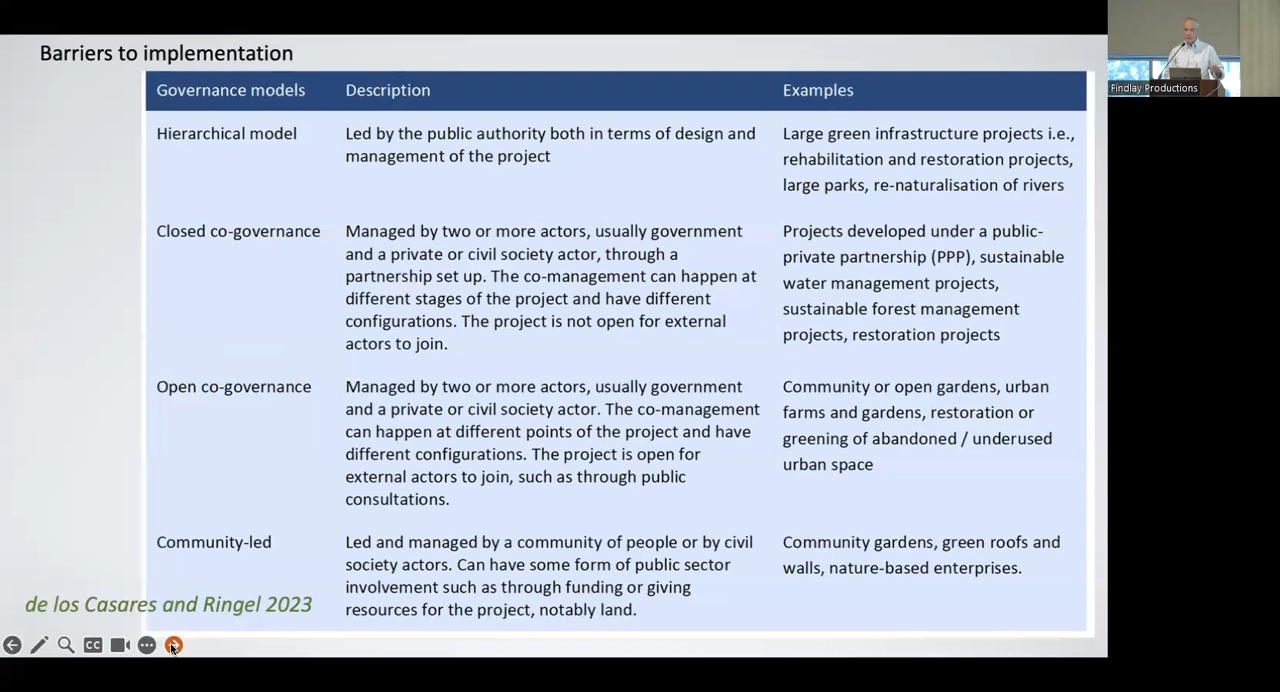 Barriers to implementation
Governance models Description Examples
Hierarchical model
Led by the public authority both in terms of design and
management of the project
Large green infrastructure projects i.e.,
rehabilitation and restoration projects,
large parks, re-naturalisation of rivers
Closed co-governance
Managed by two or more actors, usually government
and a private or civil society actor, through a
partnership set up. The co-management can happen at
different stages of the project and have different
configurations. The project is not open for external
actors to join.
Projects developed under a public-
private partnership (PPP), sustainable
water management projects,
sustainable forest management
projects, restoration projects
Open co-governance
Managed by two or more actors, usually government
and a private or civil society actor. The co-management
can happen at different points of the project and have
different configurations. The project is open for
external actors to join, such as through public
consultations.
Community or open gardens, urban
farms and gardens, restoration or
greening of abandoned / underused
urban space
Community-led
Led and managed by a community of people or by civil
society actors. Can have some form of public sector
involvement such as through funding or giving
resources for the project, notably land.
Community gardens, green roofs and
walls, nature-based enterprises.
de los Casares and Ringel 2023
CC
Findlay Productions